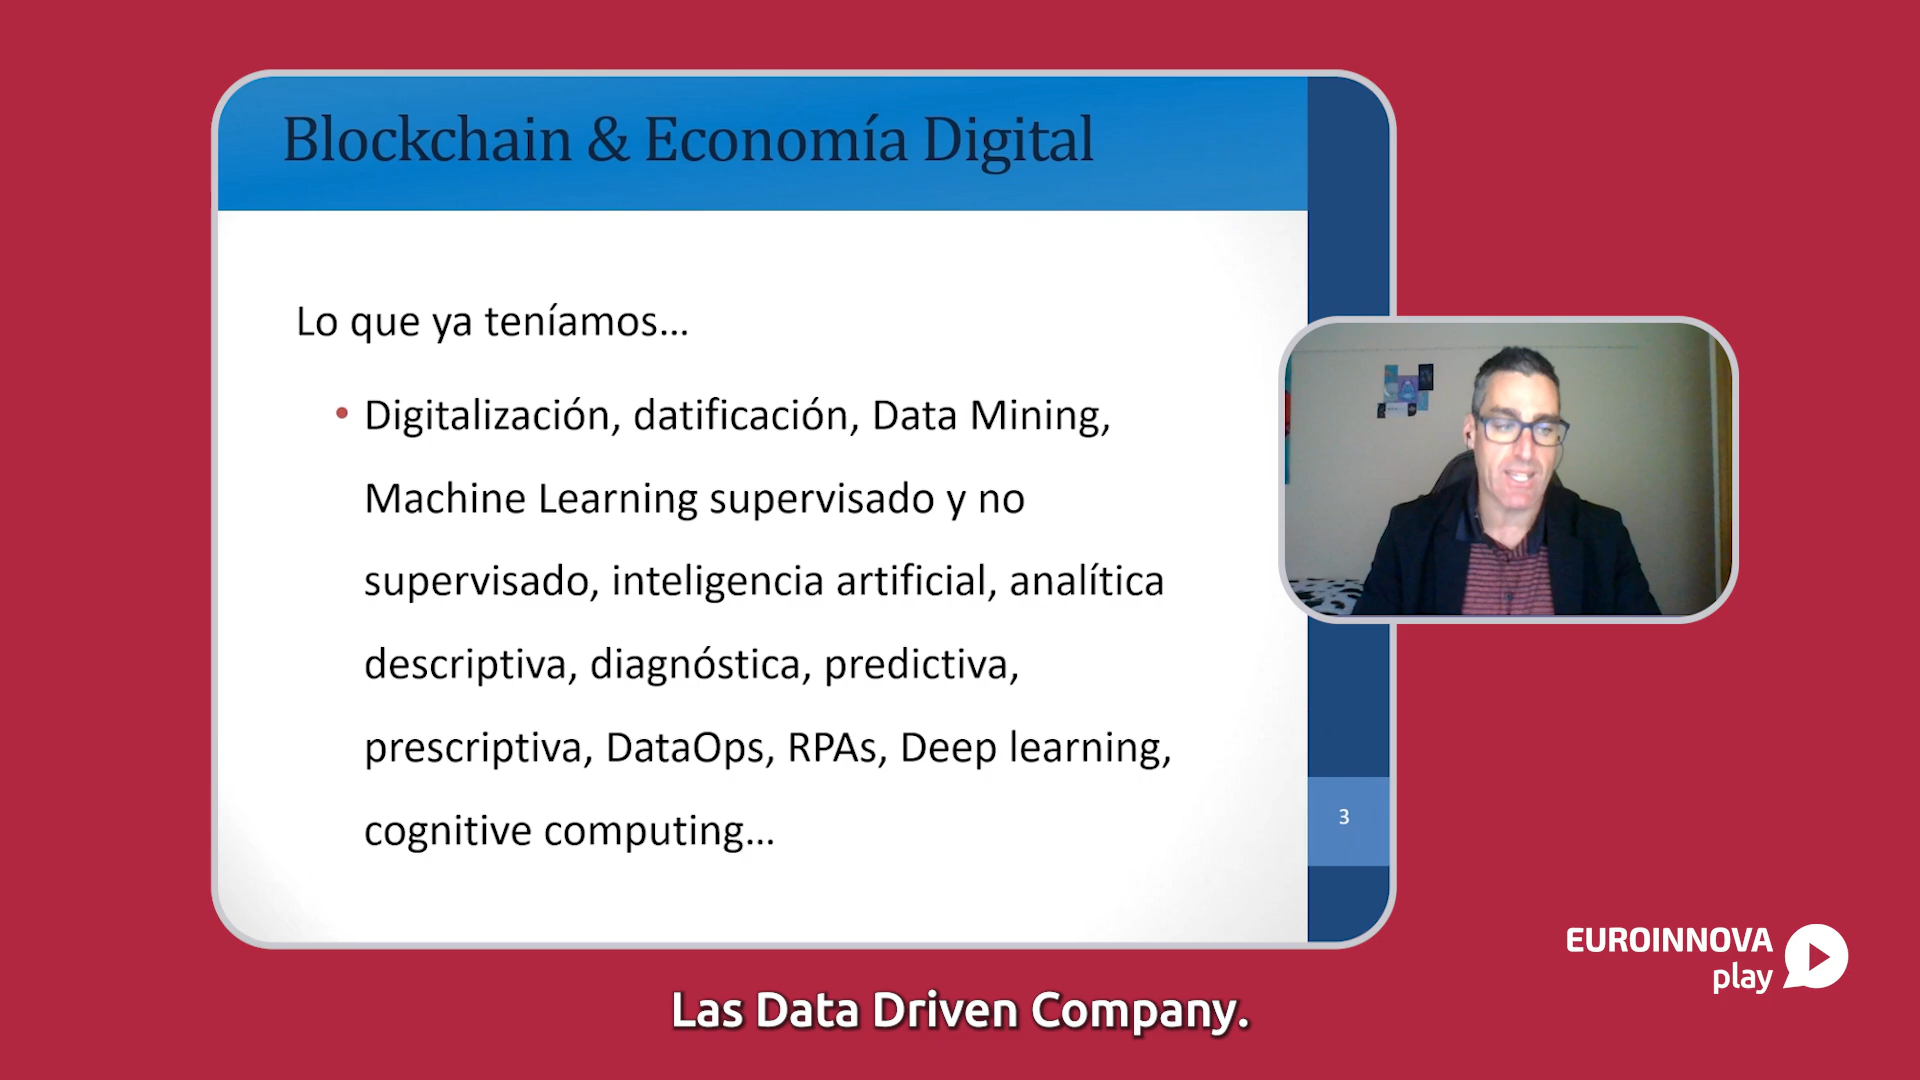 Blockchain & Economía Digital
Lo que ya teníamos...
• Digitalización, datificación, Data Mining,
Machine Learning supervisado y no
supervisado, inteligencia artificial, analítica
descriptiva, diagnóstica, predictiva,
prescriptiva, DataOps, RPAs, Deep learning,
cognitive computing...
3
EUROINNOVA
play
Las Data Driven Company.